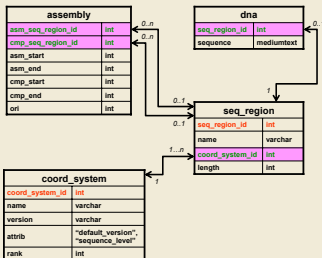 assembly
asm_seq_region_id int
cmp_seq_region_id int
asm_start int
asm_end int
cmp_start int
cmp_end int
ori int
0..n
0..n
dna
seq_region_id int
sequence mediumtext
0..
1
0..1
0..1
seq_region
seq_region_id int
name varchar
coord_system_id int
length int
1...n
1
coord_system
coord_system_id int
name varchar
version varchar
attrib "default_version",
"sequence_level"
rank int